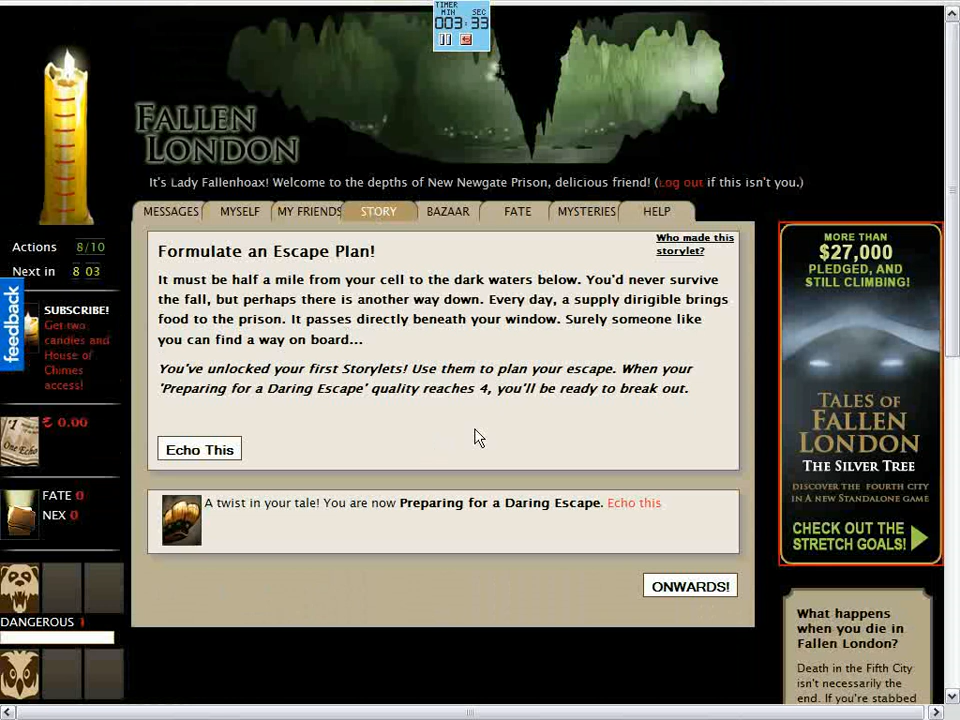 TIMER
MIN SEC
003:33
FALLEN
LONDON
It's Lady Fallenhoax! Welcome to the depths of New Newgate Prison, delicious friend! (Log out if this isn't you.)
MESSAGES MYSELF MY FRIENDS STORY BAZAAR FATE MYSTERIES HELP
Actions 8/10
Next in 8 03
feedback
SUBSCRIBE!
Get two
candies and
House of
Chimes
access!
#1
One Echo
0.00
FATE 0
NEX 0
DANGEROUS 1
Formulate an Escape Plan!
Who made this
storylet?
It must be half a mile from your cell to the dark waters below. You'd never survive
the fall, but perhaps there is another way down. Every day, a supply dirigible brings
food to the prison. It passes directly beneath your window. Surely someone like
you can find a way on board...
You've unlocked your first Storylets! Use them to plan your escape. When your
'Preparing for a Daring Escape' quality reaches 4, you'll be ready to break out.
Echo This
A twist in your tale! You are now Preparing for a Daring Escape. Echo this
ONWARDS!
MORE THAN
$27,000
PLEDGED, AND
STILL CLIMBING!
TALES OF
FALLEN
LONDON
THE SILVER TREE
DISCOVER THE FOURTH CITY
IN A NEW STANDALONE GAME
CHECK OUT THE
STRETCH GOALS!
What happens
when you die in
Fallen London?
Death in the Fifth City
isn't necessarily the
end. If you're stabbed